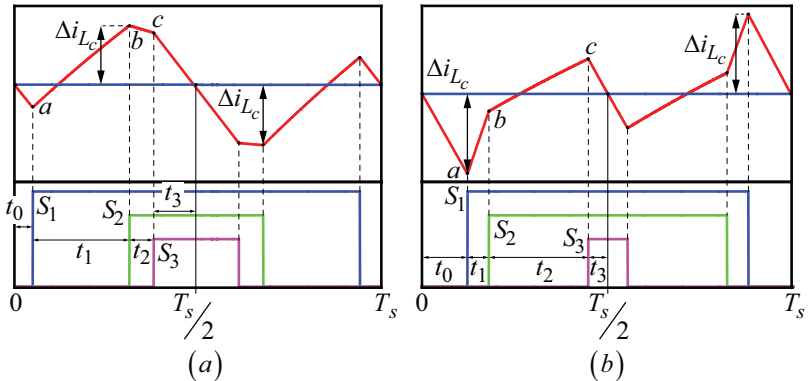 Δi_{L_c}
b
c
a
Δi_{L_c}
t_3
t_0
S_1
S_2
t_1
t_2
S_3
0
T_s/2
T_s
(a)
Δi_{L_c}
c
Δi_{L_c}
b
a
S_1
S_2
S_3
t_0
t_1
t_2
t_3
0
T_s/2
T_s
(b)